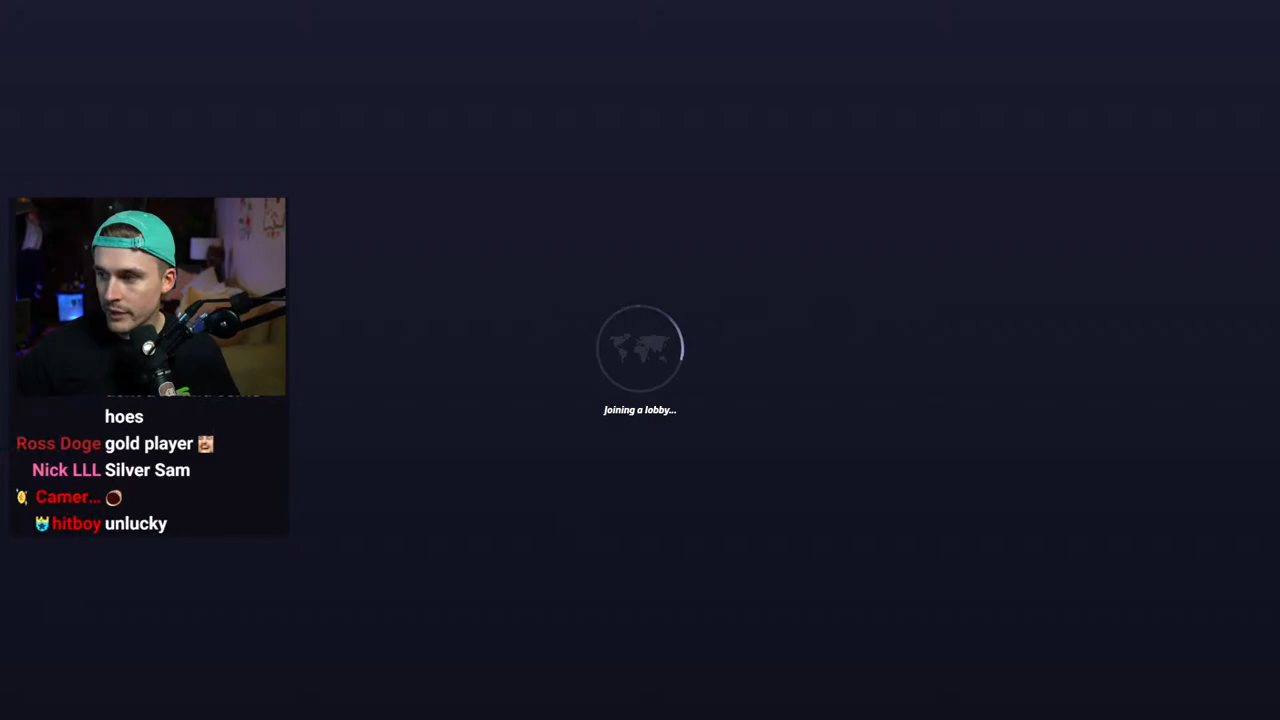 hoes
Ross Doge gold player
Nick LLL Silver Sam
Camer...
hitboy unlucky
Joining a lobby...